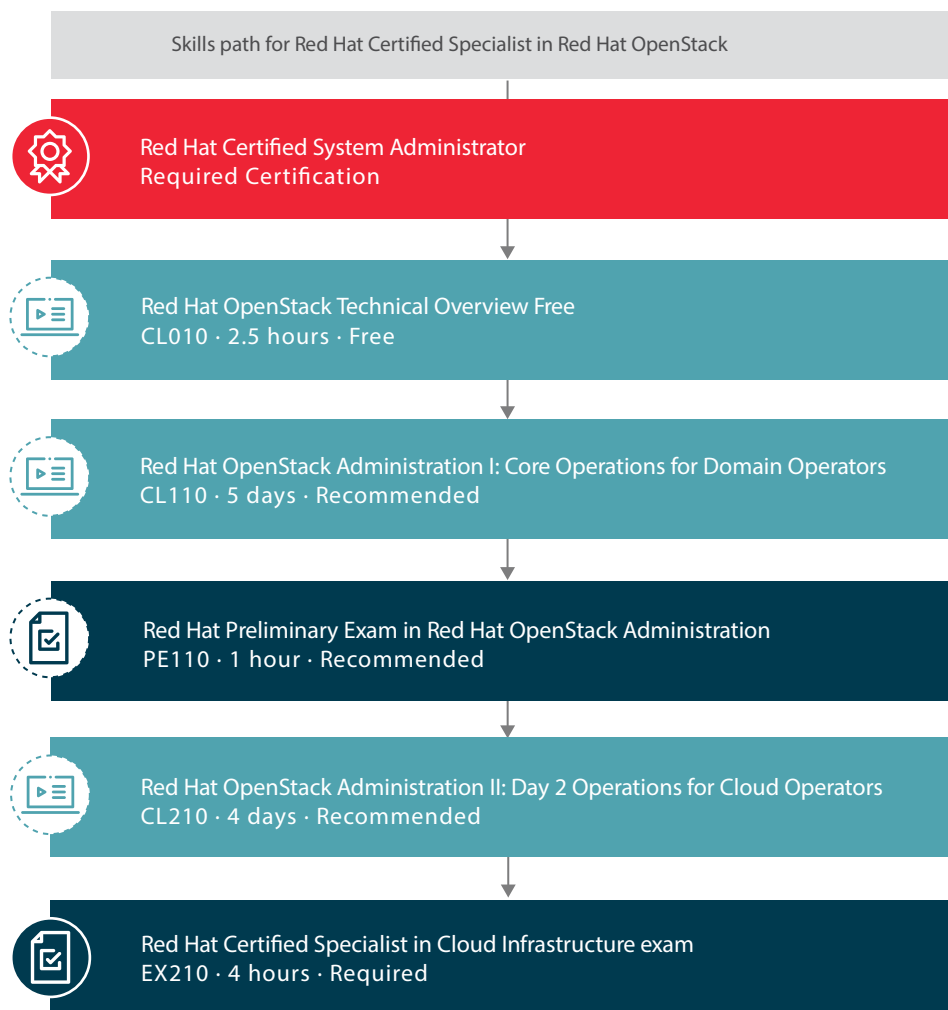 Skills path for Red Hat Certified Specialist in Red Hat OpenStack
Red Hat Certified System Administrator
Required Certification
Red Hat OpenStack Technical Overview Free
CL010 · 2.5 hours · Free
Red Hat OpenStack Administration I: Core Operations for Domain Operators
CL110 · 5 days · Recommended
Red Hat Preliminary Exam in Red Hat OpenStack Administration
PE110 · 1 hour · Recommended
Red Hat OpenStack Administration II: Day 2 Operations for Cloud Operators
CL210 · 4 days · Recommended
Red Hat Certified Specialist in Cloud Infrastructure exam
EX210 · 4 hours · Required